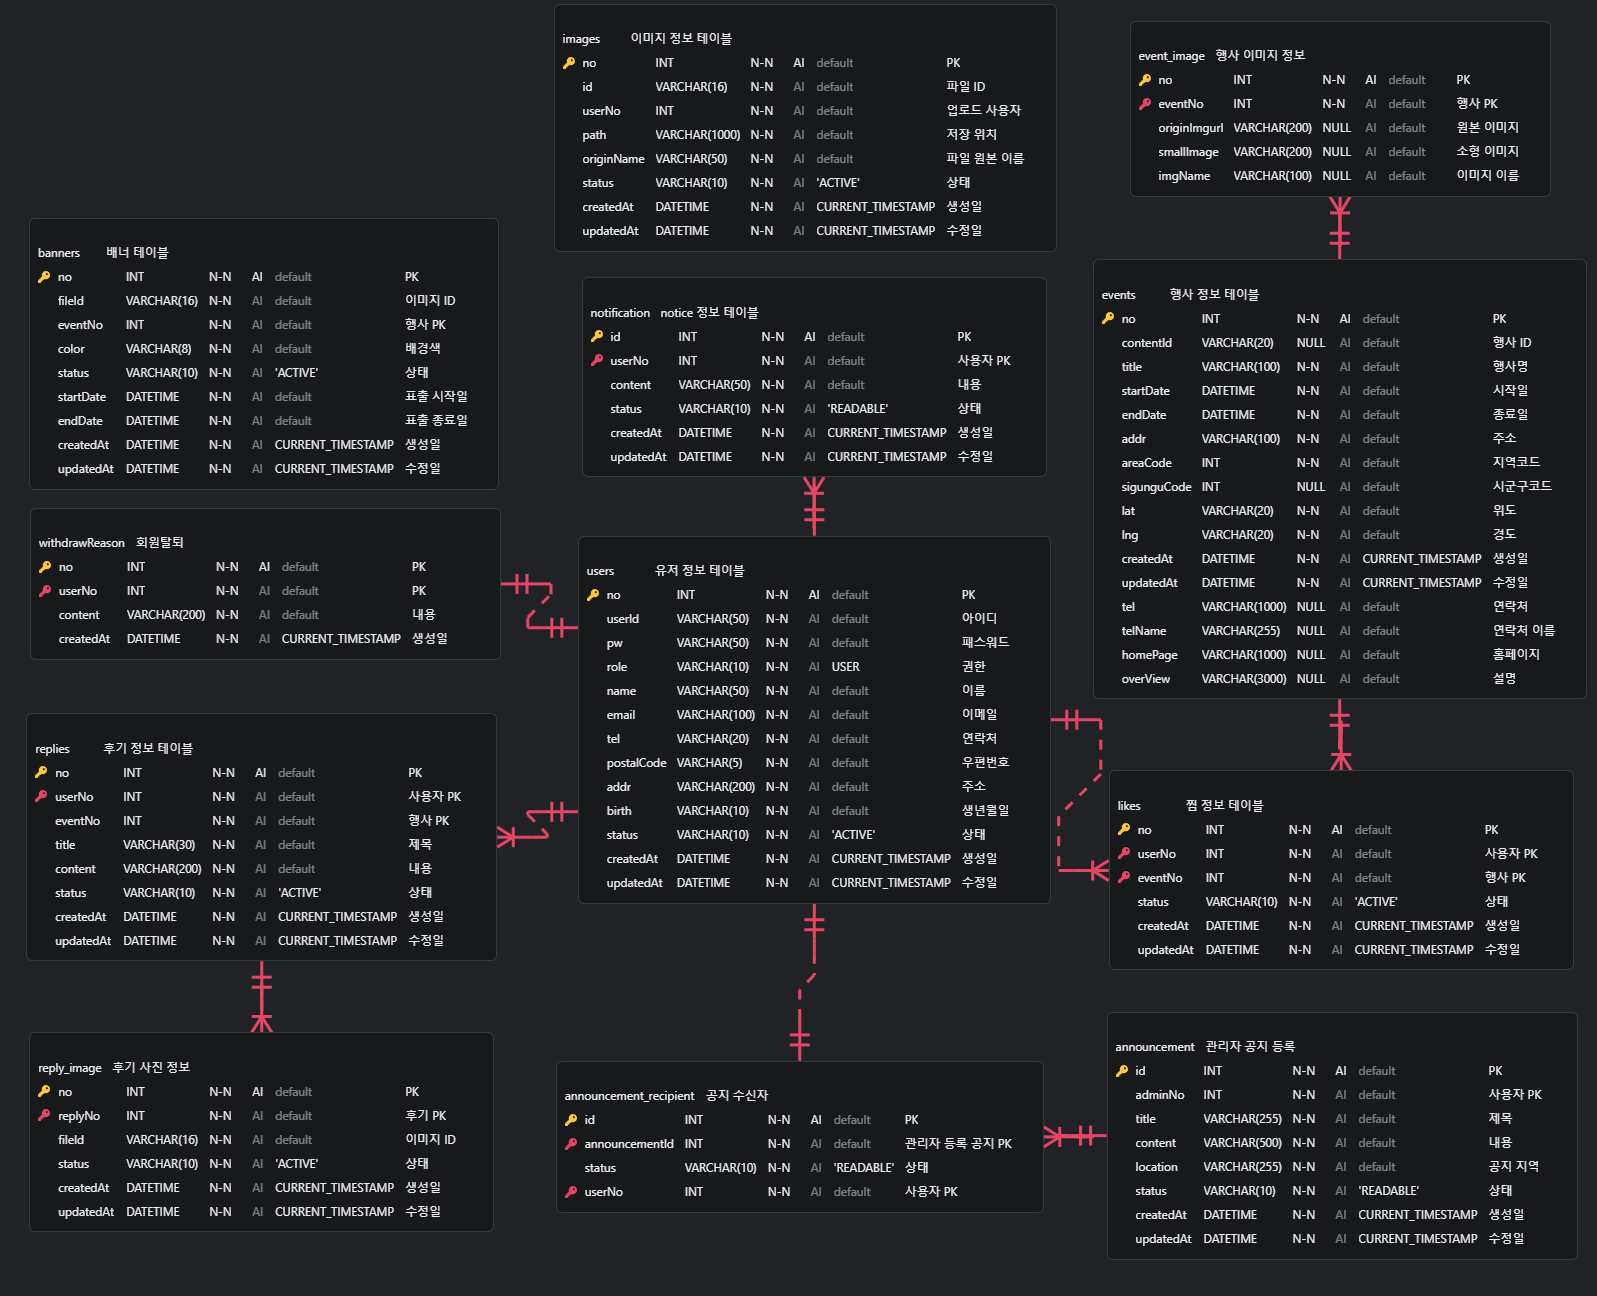 images 이미지 정보 테이블
no INT N-N AI default PK
id VARCHAR(16) N-N AI default 파일 ID
userNo INT N-N AI default 업로드 사용자
path VARCHAR(1000) N-N AI default 저장 위치
originName VARCHAR(50) N-N AI default 파일 원본 이름
status VARCHAR(10) N-N AI 'ACTIVE' 상태
createdAt DATETIME N-N AI CURRENT_TIMESTAMP 생성일
updatedAt DATETIME N-N AI CURRENT_TIMESTAMP 수정일
event_image 행사 이미지 정보
no INT N-N AI default PK
eventNo INT N-N AI default 행사 PK
originImgurl VARCHAR(200) NULL AI default 원본 이미지
smallImage VARCHAR(200) NULL AI default 소형 이미지
imgName VARCHAR(100) NULL AI default 이미지 이름
banners 배너 테이블
no INT N-N AI default PK
fileId VARCHAR(16) N-N AI default 이미지 ID
eventNo INT N-N AI default 행사 PK
color VARCHAR(8) N-N AI default 배경색
status VARCHAR(10) N-N AI 'ACTIVE' 상태
startDate DATETIME N-N AI default 표출 시작일
endDate DATETIME N-N AI default 표출 종료일
createdAt DATETIME N-N AI CURRENT_TIMESTAMP 생성일
updatedAt DATETIME N-N AI CURRENT_TIMESTAMP 수정일
notification notice 정보 테이블
id INT N-N AI default PK
userNo INT N-N AI default 사용자 PK
content VARCHAR(50) N-N AI default 내용
status VARCHAR(10) N-N AI 'READABLE' 상태
createdAt DATETIME N-N AI CURRENT_TIMESTAMP 생성일
updatedAt DATETIME N-N AI CURRENT_TIMESTAMP 수정일
events 행사 정보 테이블
no INT N-N AI default PK
contentId VARCHAR(20) NULL AI default 행사 ID
title VARCHAR(100) N-N AI default 행사명
startDate DATETIME N-N AI default 시작일
endDate DATETIME N-N AI default 종료일
addr VARCHAR(100) N-N AI default 주소
areaCode INT N-N AI default 지역코드
sigunguCode INT NULL AI default 시군구코드
lat VARCHAR(20) N-N AI default 위도
lng VARCHAR(20) N-N AI default 경도
createdAt DATETIME N-N AI CURRENT_TIMESTAMP 생성일
updatedAt DATETIME N-N AI CURRENT_TIMESTAMP 수정일
tel VARCHAR(1000) NULL AI default 연락처
telName VARCHAR(255) NULL AI default 연락처 이름
homePage VARCHAR(1000) NULL AI default 홈페이지
overView VARCHAR(3000) NULL AI default 설명
withdrawReason 회원탈퇴
no INT N-N AI default PK
userNo INT N-N AI default PK
content VARCHAR(200) N-N AI default 내용
createdAt DATETIME N-N AI CURRENT_TIMESTAMP 생성일
users 유저 정보 테이블
no INT N-N AI default PK
userId VARCHAR(50) N-N AI default 아이디
pw VARCHAR(50) N-N AI default 패스워드
role VARCHAR(10) N-N AI USER 권한
name VARCHAR(50) N-N AI default 이름
email VARCHAR(100) N-N AI default 이메일
tel VARCHAR(20) N-N AI default 연락처
postalCode VARCHAR(5) N-N AI default 우편번호
addr VARCHAR(200) N-N AI default 주소
birth VARCHAR(10) N-N AI default 생년월일
status VARCHAR(10) N-N AI 'ACTIVE' 상태
createdAt DATETIME N-N AI CURRENT_TIMESTAMP 생성일
updatedAt DATETIME N-N AI CURRENT_TIMESTAMP 수정일
replies 후기 정보 테이블
no INT N-N AI default PK
userNo INT N-N AI default 사용자 PK
eventNo INT N-N AI default 행사 PK
title VARCHAR(30) N-N AI default 제목
content VARCHAR(200) N-N AI default 내용
status VARCHAR(10) N-N AI 'ACTIVE' 상태
createdAt DATETIME N-N AI CURRENT_TIMESTAMP 생성일
updatedAt DATETIME N-N AI CURRENT_TIMESTAMP 수정일
likes 찜 정보 테이블
no INT N-N AI default PK
userNo INT N-N AI default 사용자 PK
eventNo INT N-N AI default 행사 PK
status VARCHAR(10) N-N AI 'ACTIVE' 상태
createdAt DATETIME N-N AI CURRENT_TIMESTAMP 생성일
updatedAt DATETIME N-N AI CURRENT_TIMESTAMP 수정일
reply_image 후기 사진 정보
no INT N-N AI default PK
replyNo INT N-N AI default 후기 PK
fileId VARCHAR(16) N-N AI default 이미지 ID
status VARCHAR(10) N-N AI 'ACTIVE' 상태
createdAt DATETIME N-N AI CURRENT_TIMESTAMP 생성일
updatedAt DATETIME N-N AI CURRENT_TIMESTAMP 수정일
announcement_recipient 공지 수신자
id INT N-N AI default PK
announcementId INT N-N AI default 관리자 등록 공지 PK
status VARCHAR(10) N-N AI 'READABLE' 상태
userNo INT N-N AI default 사용자 PK
announcement 관리자 공지 등록
id INT N-N AI default PK
adminNo INT N-N AI default 사용자 PK
title VARCHAR(255) N-N AI default 제목
content VARCHAR(500) N-N AI default 내용
location VARCHAR(255) N-N AI default 공지 지역
status VARCHAR(10) N-N AI 'READABLE' 상태
createdAt DATETIME N-N AI CURRENT_TIMESTAMP 생성일
updatedAt DATETIME N-N AI CURRENT_TIMESTAMP 수정일